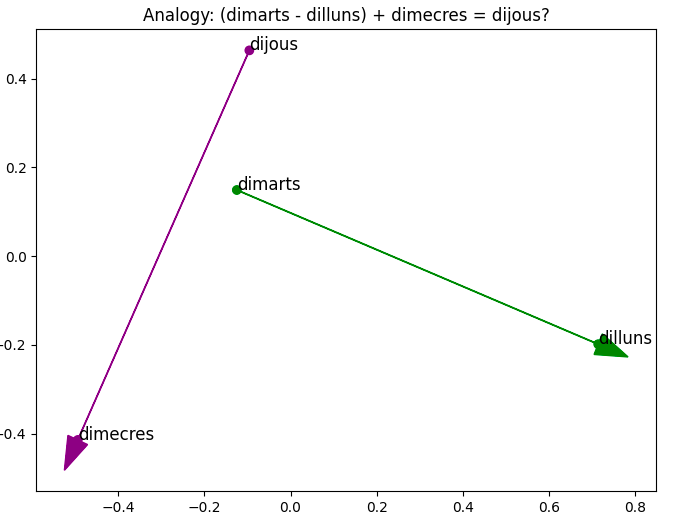 Analogy: (dimarts - dilluns) + dimecres = dijous?
dijous
dimarts
dilluns
dimecres
0.4
0.2
0.0
−0.2
−0.4
−0.4
−0.2
0.0
0.2
0.4
0.6
0.8